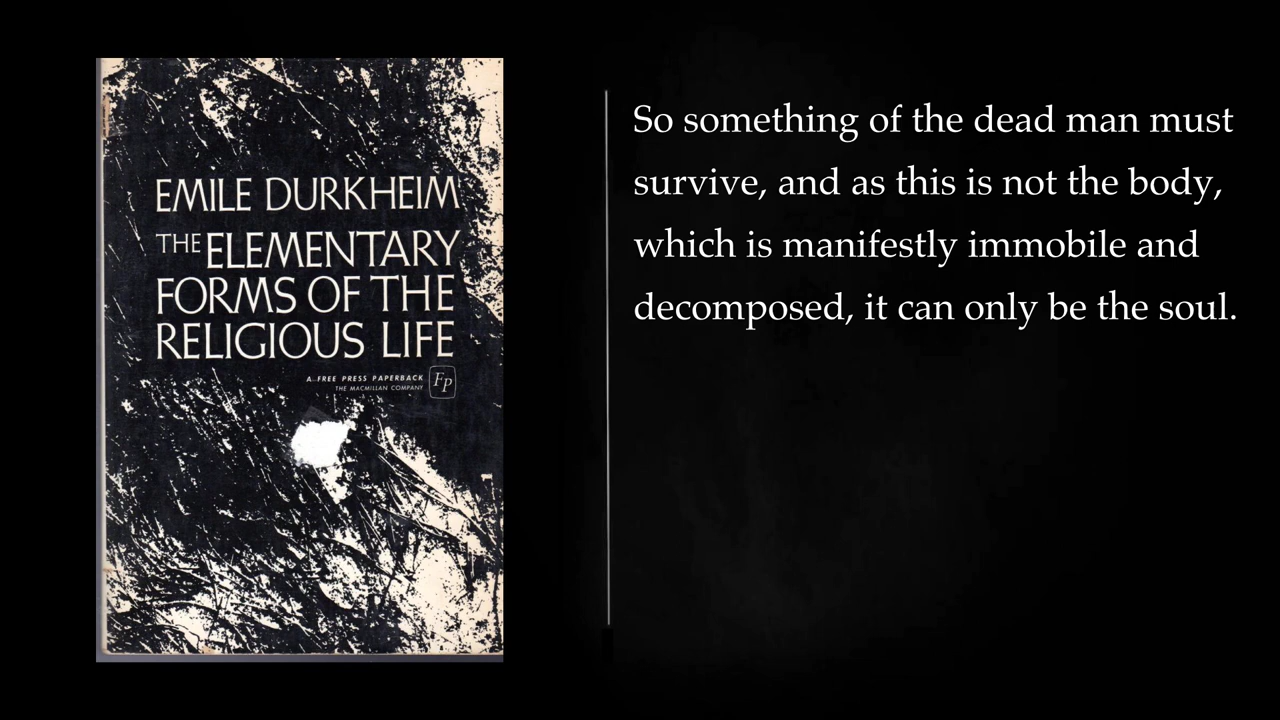 EMILE DURKHEIM
THE ELEMENTARY
FORMS OF THE
RELIGIOUS LIFE
A FREE PRESS PAPERBACK
THE MACMILLAN COMPANY
FP
So something of the dead man must
survive, and as this is not the body,
which is manifestly immobile and
decomposed, it can only be the soul.